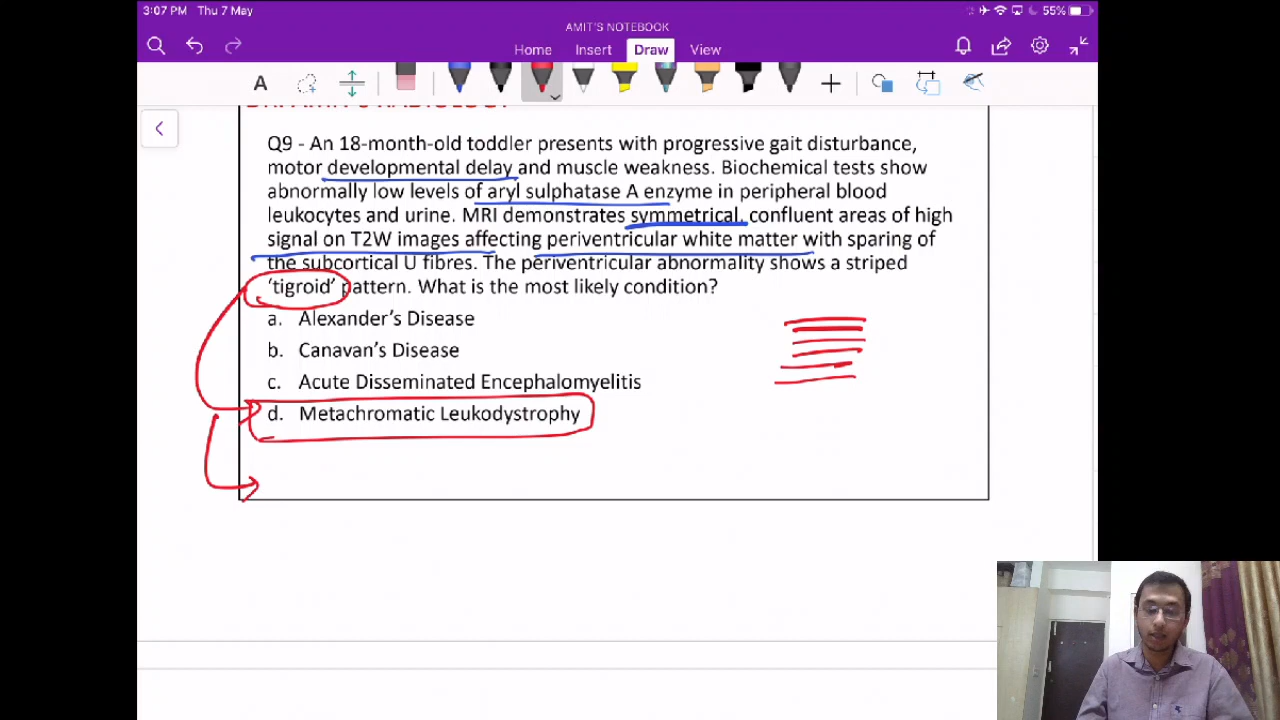 3:07 PM Thu 7 May
55%
AMIT'S NOTEBOOK
Home Insert Draw View
A
DR. AMIT'S RADIOLOGY
Q9 - An 18-month-old toddler presents with progressive gait disturbance,
motor developmental delay and muscle weakness. Biochemical tests show
abnormally low levels of aryl sulphatase A enzyme in peripheral blood
leukocytes and urine. MRI demonstrates symmetrical, confluent areas of high
signal on T2W images affecting periventricular white matter with sparing of
the subcortical U fibres. The periventricular abnormality shows a striped
'tigroid' pattern. What is the most likely condition?
a. Alexander's Disease
b. Canavan's Disease
c. Acute Disseminated Encephalomyelitis
d. Metachromatic Leukodystrophy